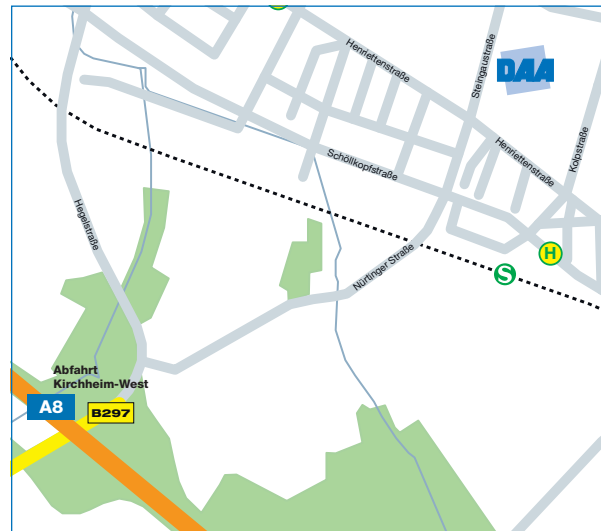 Henriettenstraße
Steingaustraße
DAA
Henriettenstraße
Kolpstraße
Schöllkopfstraße
Hegelstraße
Nürtinger Straße
H
S
Abfahrt
Kirchheim-West
A8
B297